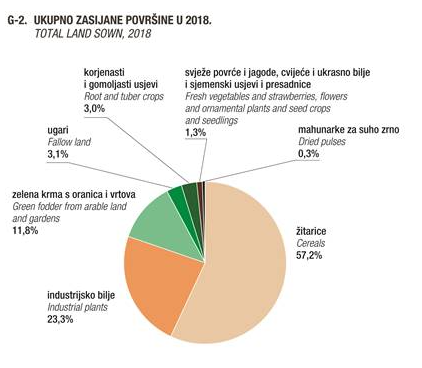 G-2. UKUPNO ZASIJANE POVRŠINE U 2018.
TOTAL LAND SOWN, 2018
korjenasti
i gomoljasti usjevi
Root and tuber crops
3,0%
svježe povrće i jagode, cvijeće i ukrasno bilje
i sjemenski usjevi i presadnice
Fresh vegetables and strawberries, flowers
and ornamental plants and seed crops
and seedlings
1,3%
ugari
Fallow land
3,1%
mahunarke za suho zrno
Dried pulses
0,3%
zelena krma s oranica i vrtova
Green fodder from arable land
and gardens
11,8%
žitarice
Cereals
57,2%
industrijsko bilje
Industrial plants
23,3%